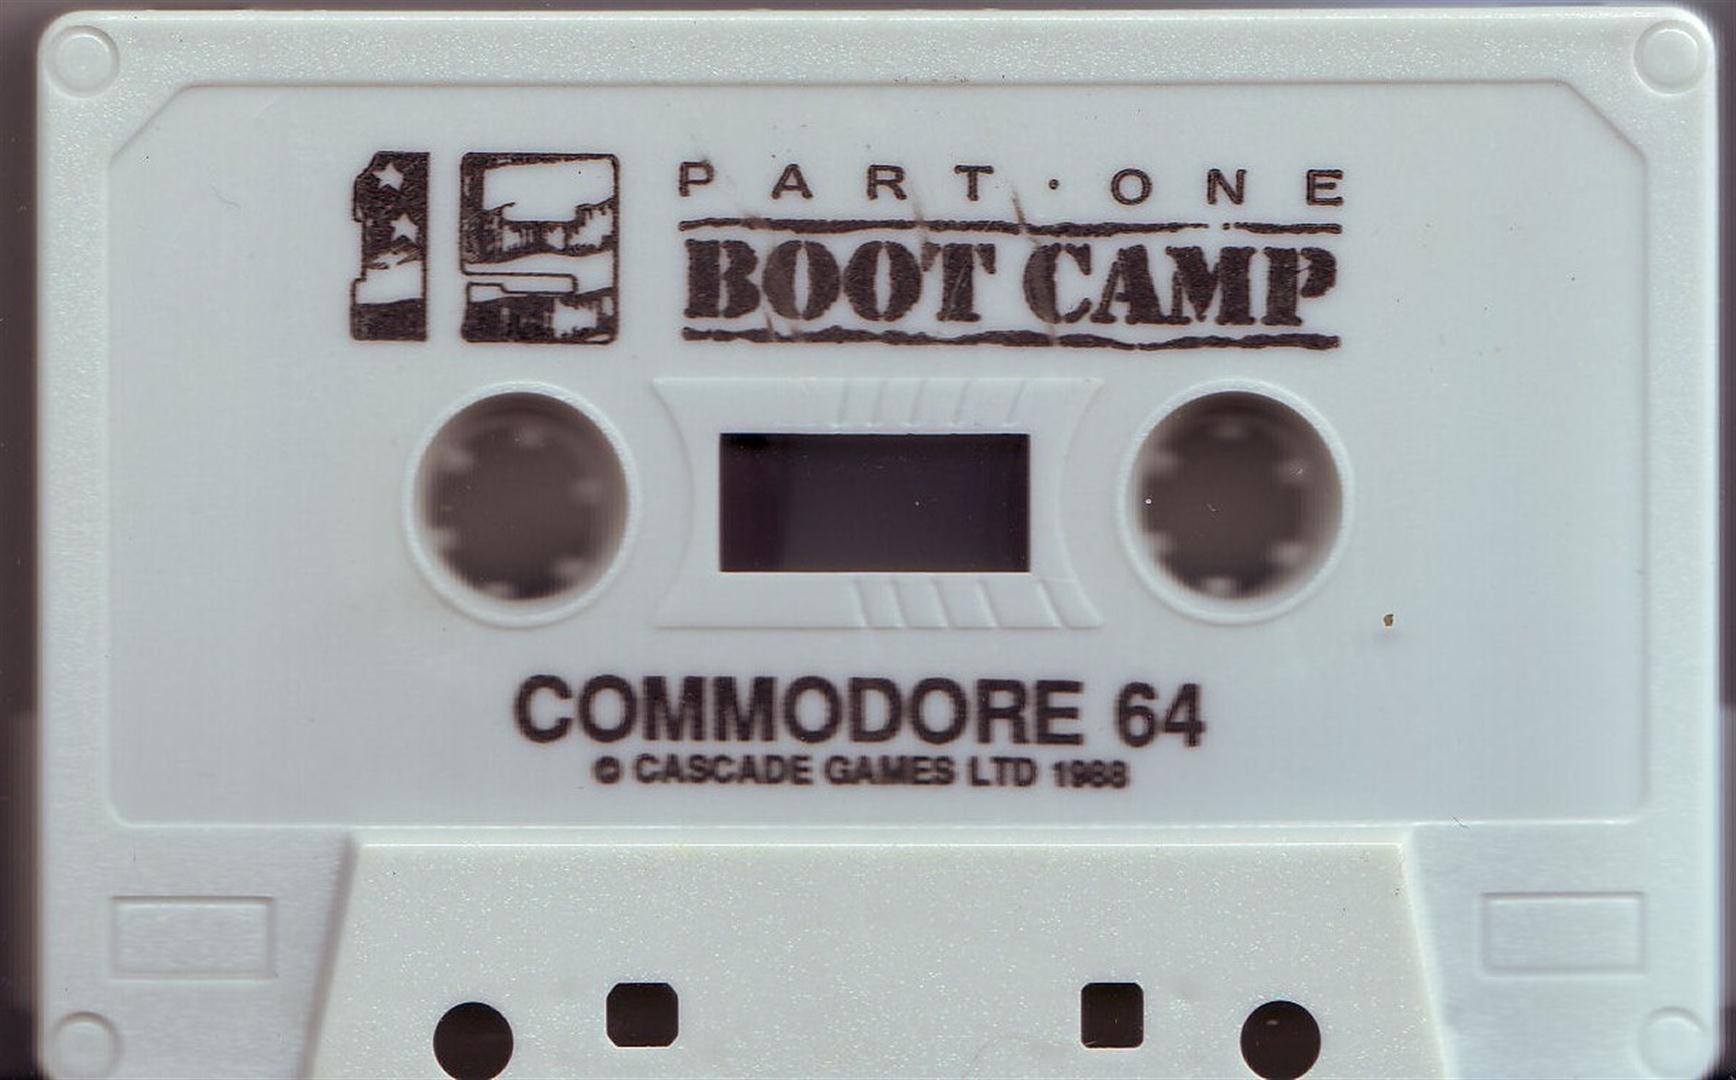 19
PART·ONE
BOOT CAMP
COMMODORE 64
© CASCADE GAMES LTD 1988